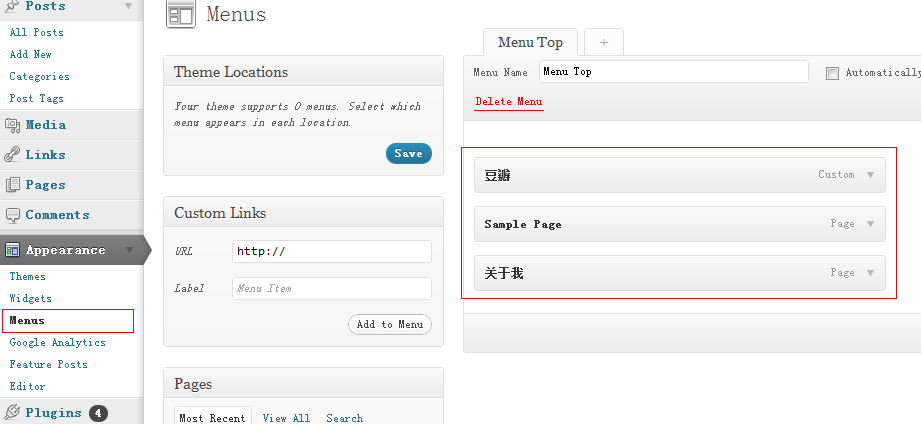 Posts
All Posts
Add New
Categories
Post Tags
Media
Links
Pages
Comments
Appearance
Themes
Widgets
Menus
Google Analytics
Feature Posts
Editor
Plugins 4
Menus
Theme Locations
Your theme supports 0 menus. Select which
menu appears in each location.
Save
Custom Links
URL http://
Label Menu Item
Add to Menu
Pages
Most Recent View All Search
Menu Top +
Menu Name Menu Top Automatically
Delete Menu
豆瓣 Custom
Sample Page Page
关于我 Page